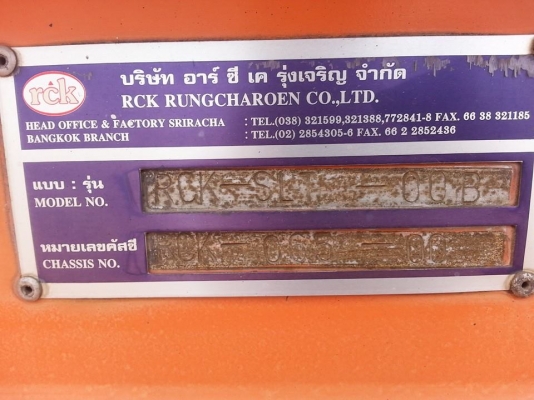 rck
บริษัท อาร์ ซี เค รุ่งเจริญ จำกัด
RCK RUNGCHAROEN CO.,LTD.
HEAD OFFICE & FACTORY SRIRACHA : TEL.(038) 321599,321388,772841-8 FAX. 66 38 321185
BANGKOK BRANCH : TEL.(02) 2854305-6 FAX. 66 2 2852436
แบบ : รุ่น
MODEL NO.
หมายเลขคัสซี
CHASSIS NO.